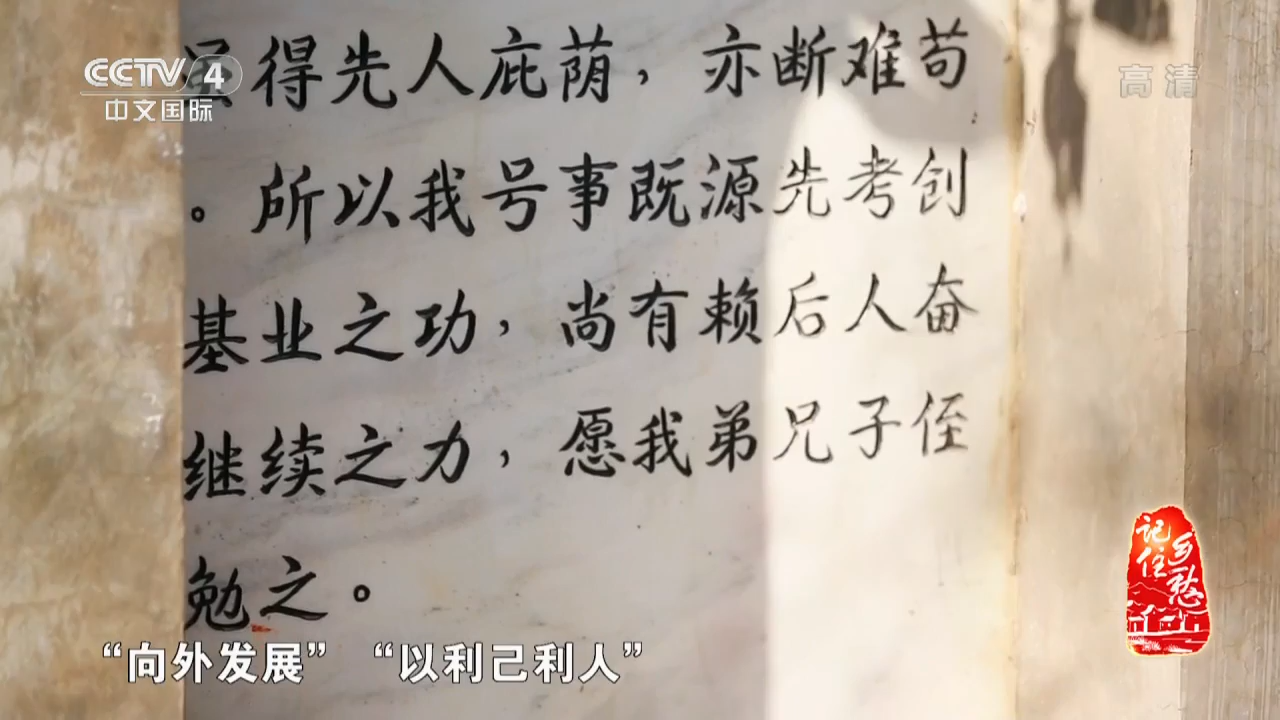 CCTV 4
中文国际
高清
虽得先人庇荫，亦断难苟
。所以我号事既源先考创
基业之功，尚有赖后人奋
继续之力，愿我弟兄子侄
勉之。
记住乡愁
“向外发展” “以利己利人”